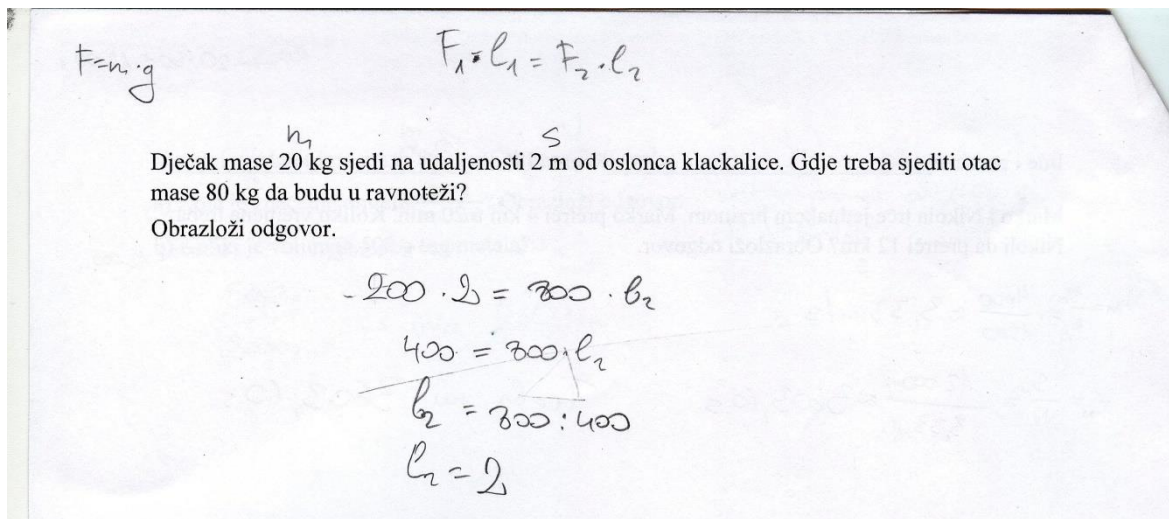 F=m·g
F₁·l₁ = F₂·l₂
m s
Dječak mase 20 kg sjedi na udaljenosti 2 m od oslonca klackalice. Gdje treba sjediti otac
mase 80 kg da budu u ravnoteži?
Obrazloži odgovor.
200 · 2 = 800 · l₂
400 = 800 · l₂
l₂ = 800 : 400
l₂ = 2